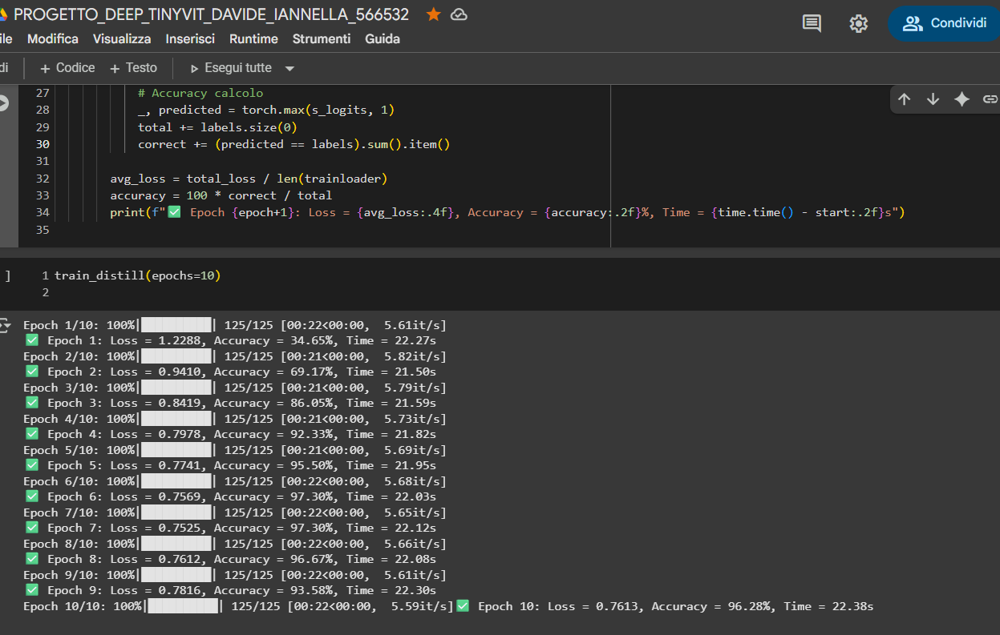 PROGETTO_DEEP_TINYVIT_DAVIDE_IANNELLA_566532
ile Modifica Visualizza Inserisci Runtime Strumenti Guida
Condividi
di + Codice + Testo Esegui tutte
27 # Accuracy calcolo
28 _, predicted = torch.max(s_logits, 1)
29 total += labels.size(0)
30 correct += (predicted == labels).sum().item()
31
32 avg_loss = total_loss / len(trainloader)
33 accuracy = 100 * correct / total
34 print(f"✅ Epoch {epoch+1}: Loss = {avg_loss:.4f}, Accuracy = {accuracy:.2f}%, Time = {time.time() - start:.2f}s")
35
] 1 train_distill(epochs=10)
2
Epoch 1/10: 100%|██████████| 125/125 [00:22<00:00,  5.61it/s]
✅ Epoch 1: Loss = 1.2288, Accuracy = 34.65%, Time = 22.27s
Epoch 2/10: 100%|██████████| 125/125 [00:21<00:00,  5.82it/s]
✅ Epoch 2: Loss = 0.9410, Accuracy = 69.17%, Time = 21.50s
Epoch 3/10: 100%|██████████| 125/125 [00:21<00:00,  5.79it/s]
✅ Epoch 3: Loss = 0.8419, Accuracy = 86.05%, Time = 21.59s
Epoch 4/10: 100%|██████████| 125/125 [00:21<00:00,  5.73it/s]
✅ Epoch 4: Loss = 0.7978, Accuracy = 92.33%, Time = 21.82s
Epoch 5/10: 100%|██████████| 125/125 [00:21<00:00,  5.69it/s]
✅ Epoch 5: Loss = 0.7741, Accuracy = 95.50%, Time = 21.95s
Epoch 6/10: 100%|██████████| 125/125 [00:22<00:00,  5.68it/s]
✅ Epoch 6: Loss = 0.7569, Accuracy = 97.30%, Time = 22.03s
Epoch 7/10: 100%|██████████| 125/125 [00:22<00:00,  5.65it/s]
✅ Epoch 7: Loss = 0.7525, Accuracy = 97.30%, Time = 22.12s
Epoch 8/10: 100%|██████████| 125/125 [00:22<00:00,  5.66it/s]
✅ Epoch 8: Loss = 0.7612, Accuracy = 96.67%, Time = 22.08s
Epoch 9/10: 100%|██████████| 125/125 [00:22<00:00,  5.61it/s]
✅ Epoch 9: Loss = 0.7816, Accuracy = 93.58%, Time = 22.30s
Epoch 10/10: 100%|██████████| 125/125 [00:22<00:00,  5.59it/s]✅ Epoch 10: Loss = 0.7613, Accuracy = 96.28%, Time = 22.38s